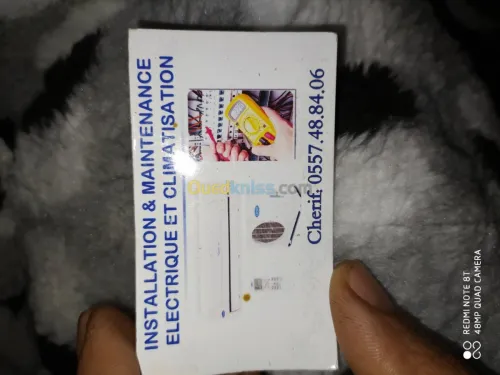 INSTALLATION & MAINTENANCE
ELECTRIQUE ET CLIMATISATION
Ouedkniss.com
Cherif: 0557.48.84.06
REDMI NOTE 8T
48MP QUAD CAMERA